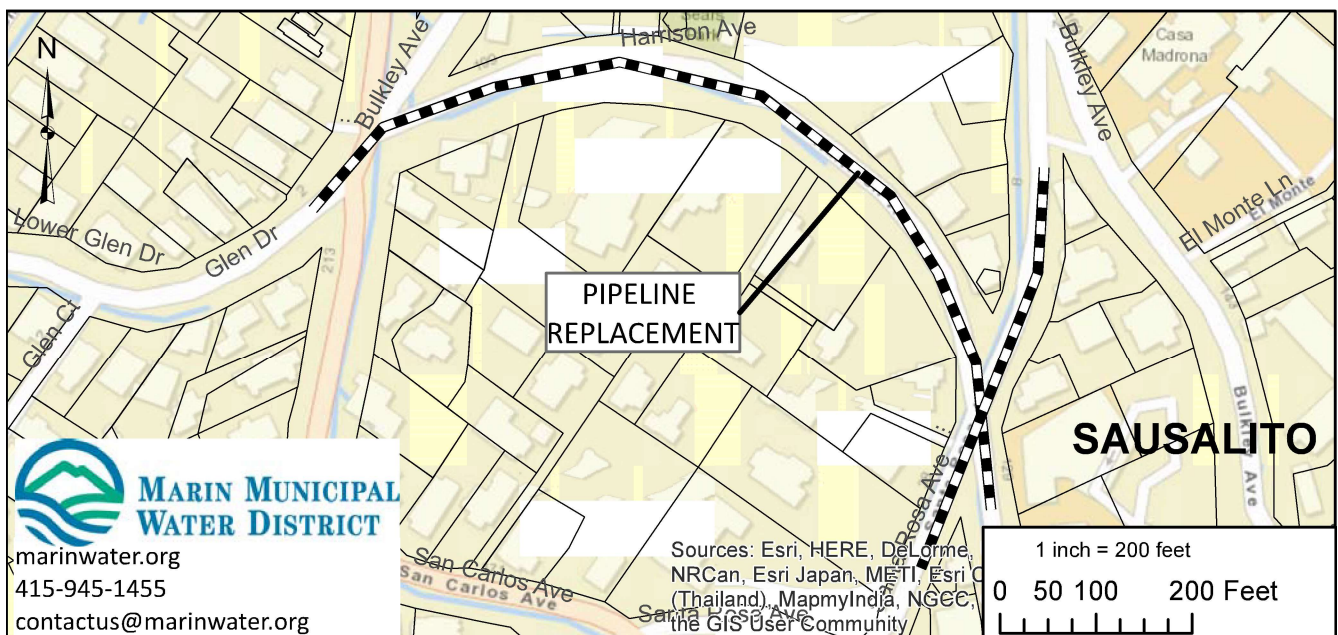 N
Harrison Ave
Bulkley Ave
Bulkley Ave
Casa
Madrona
El Monte Ln
El Monte
Lower Glen Dr
Glen Dr
213
Glen Ct
PIPELINE
REPLACEMENT
SAUSALITO
Bulkley Ave
MARIN MUNICIPAL
WATER DISTRICT
marinwater.org
415-945-1455
contactus@marinwater.org
San Carlos Ave
San Carlos Ave
Santa Rosa Ave
Rosa Ave
Sources: Esri, HERE, DeLorme,
NRCan, Esri Japan, METI, Esri C
(Thailand), MapmyIndia, NGCC,
the GIS User Community
1 inch = 200 feet
0 50 100 200 Feet